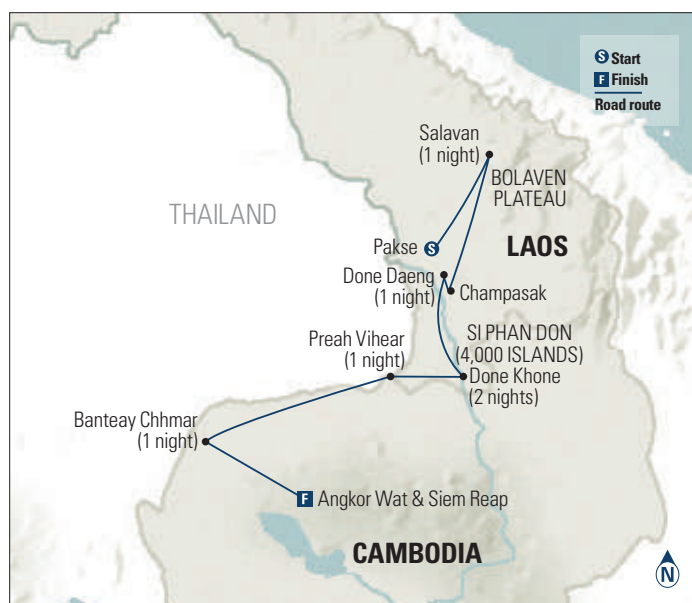 S Start
F Finish
Road route
Salavan
(1 night)
BOLAVEN
PLATEAU
THAILAND
LAOS
Pakse S
Done Daeng
(1 night)
Champasak
SI PHAN DON
(4,000 ISLANDS)
Preah Vihear
(1 night)
Done Khone
(2 nights)
Banteay Chhmar
(1 night)
F Angkor Wat & Siem Reap
CAMBODIA
N